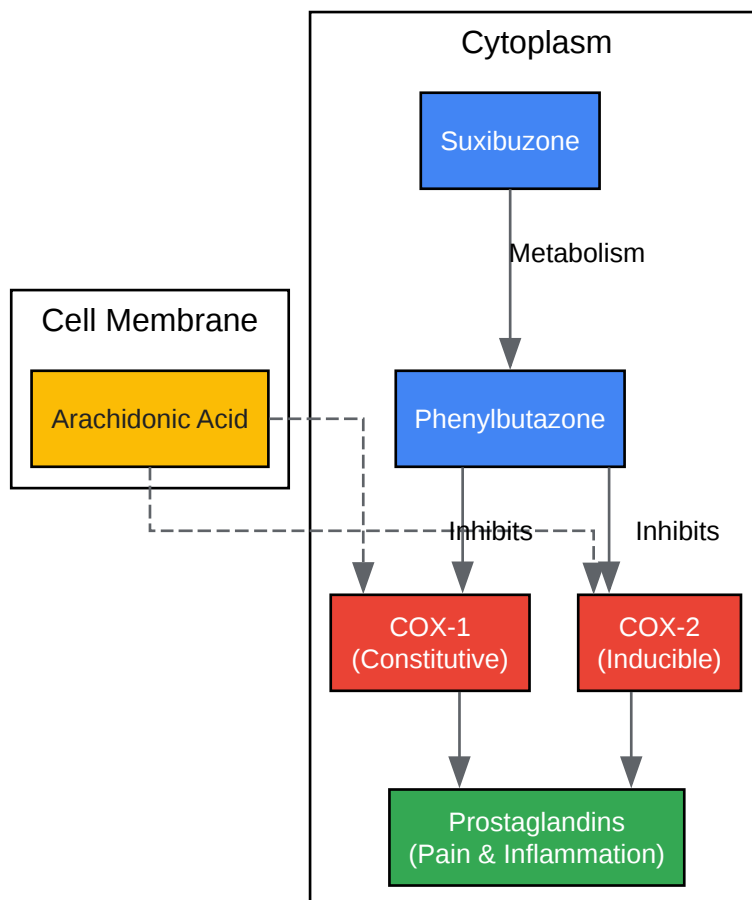 Cytoplasm
Suxibuzone
Metabolism
Cell Membrane
Arachidonic Acid
Phenylbutazone
Inhibits
Inhibits
COX-1
(Constitutive)
COX-2
(Inducible)
Prostaglandins
(Pain & Inflammation)